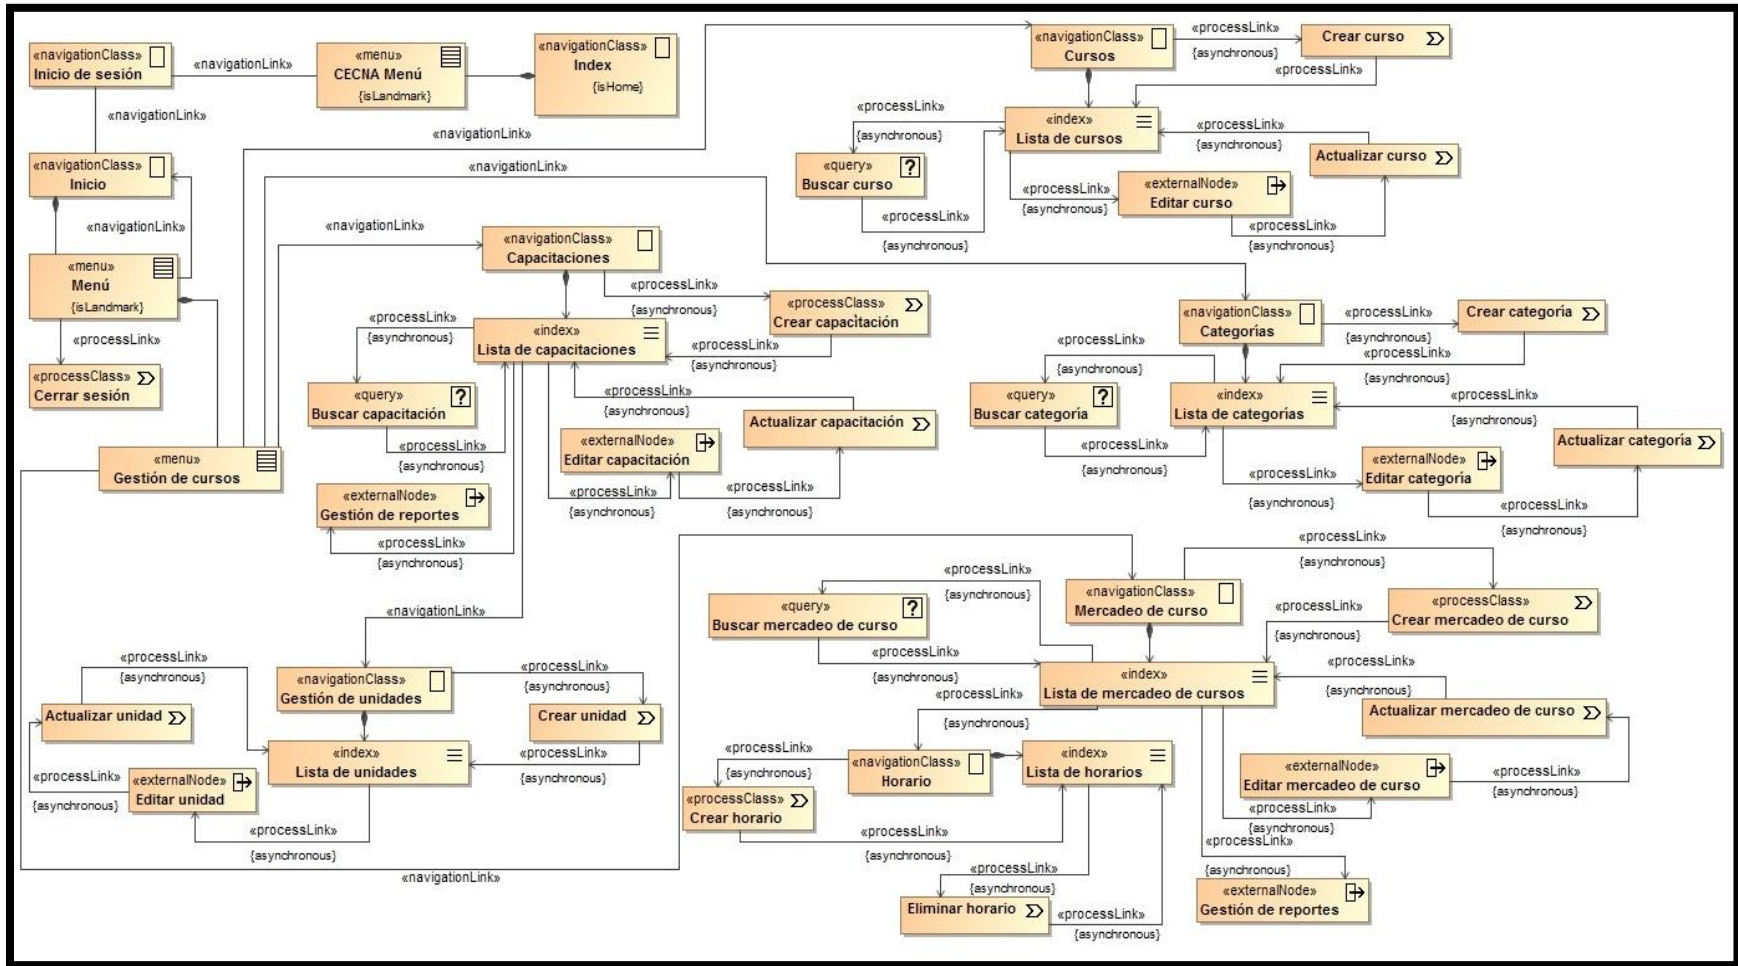 «navigationClass»
Inicio de sesión
«navigationLink»
«menu»
CECNA Menú
{isLandmark}
«navigationClass»
Index
{isHome}
«navigationLink»
«navigationClass»
Inicio
«navigationLink»
«menu»
Menú
{isLandmark}
«processLink»
«processClass»
Cerrar sesión
«menu»
Gestión de cursos
«navigationLink»
«navigationLink»
«navigationLink»
«navigationClass»
Cursos
«processLink»
{asynchronous}
Crear curso
«processLink»
«index»
Lista de cursos
«processLink»
{asynchronous}
«query»
Buscar curso
«processLink»
{asynchronous}
«processLink»
{asynchronous}
«externalNode»
Editar curso
«processLink»
{asynchronous}
Actualizar curso
«processLink»
{asynchronous}
«navigationClass»
Capacitaciones
«processLink»
{asynchronous}
«processClass»
Crear capacitación
«processLink»
{asynchronous}
«index»
Lista de capacitaciones
«processLink»
{asynchronous}
«query»
Buscar capacitación
«processLink»
{asynchronous}
«processLink»
{asynchronous}
Actualizar capacitación
«externalNode»
Editar capacitación
«processLink»
{asynchronous}
«processLink»
{asynchronous}
«externalNode»
Gestión de reportes
«processLink»
{asynchronous}
«navigationClass»
Categorías
«processLink»
{asynchronous}
Crear categoría
«processLink»
{asynchronous}
«processLink»
{asynchronous}
«query»
Buscar categoría
«processLink»
{asynchronous}
«index»
Lista de categorías
«processLink»
{asynchronous}
Actualizar categoría
«externalNode»
Editar categoría
«processLink»
{asynchronous}
«processLink»
{asynchronous}
«navigationLink»
«navigationClass»
Gestión de unidades
«processLink»
{asynchronous}
Crear unidad
«processLink»
{asynchronous}
«index»
Lista de unidades
«processLink»
{asynchronous}
Actualizar unidad
«processLink»
{asynchronous}
«externalNode»
Editar unidad
«processLink»
{asynchronous}
«navigationLink»
«navigationClass»
Mercadeo de curso
«processLink»
{asynchronous}
«processClass»
Crear mercadeo de curso
«processLink»
{asynchronous}
«processLink»
{asynchronous}
«query»
Buscar mercadeo de curso
«processLink»
{asynchronous}
«index»
Lista de mercadeo de cursos
«processLink»
{asynchronous}
Actualizar mercadeo de curso
«externalNode»
Editar mercadeo de curso
«processLink»
{asynchronous}
«processLink»
{asynchronous}
«processLink»
{asynchronous}
«externalNode»
Gestión de reportes
«processLink»
{asynchronous}
«navigationClass»
Horario
«index»
Lista de horarios
«processLink»
{asynchronous}
«processClass»
Crear horario
«processLink»
{asynchronous}
«processLink»
{asynchronous}
Eliminar horario
«processLink»
{asynchronous}